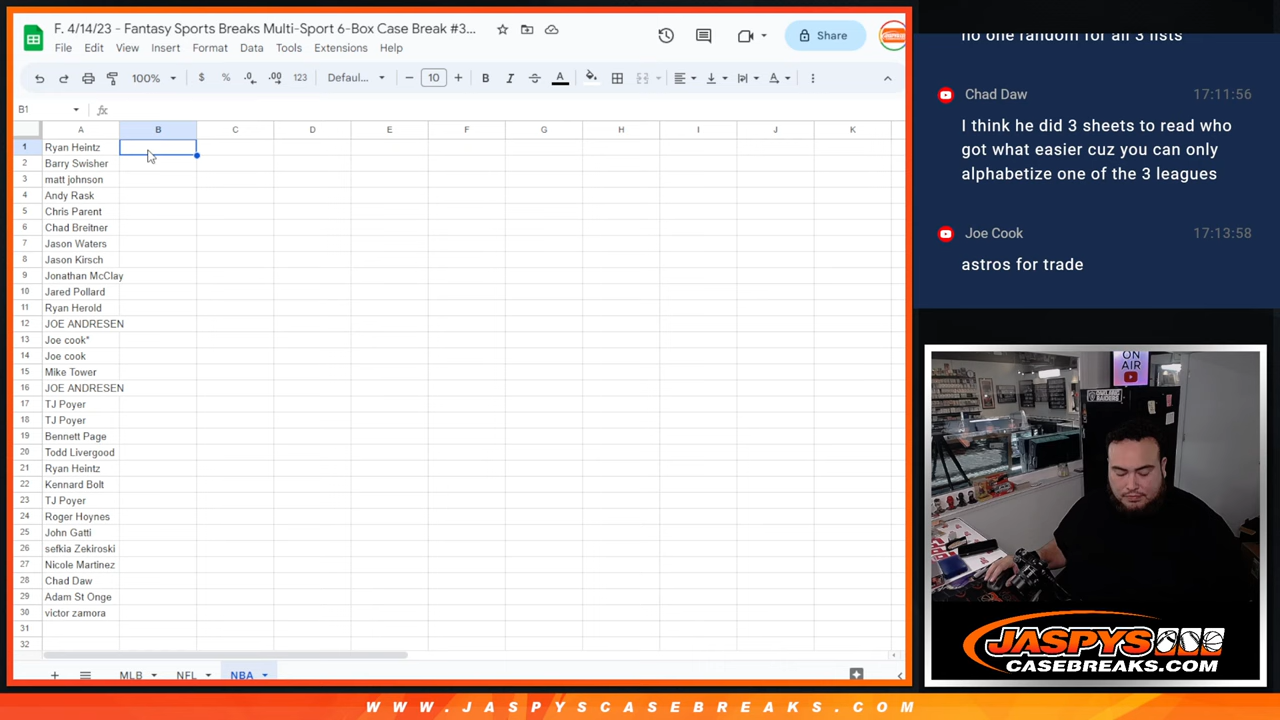 F. 4/14/23 - Fantasy Sports Breaks Multi-Sport 6-Box Case Break #3...
File Edit View Insert Format Data Tools Extensions Help
Share
100% $ % .0 .00 123 Defaul... 10 B I A
B1 fx
A B C D E F G H I J K
1 Ryan Heintz
2 Barry Swisher
3 matt johnson
4 Andy Rask
5 Chris Parent
6 Chad Breitner
7 Jason Waters
8 Jason Kirsch
9 Jonathan McClay
10 Jared Pollard
11 Ryan Herold
12 JOE ANDRESEN
13 Joe cook*
14 Joe cook
15 Mike Tower
16 JOE ANDRESEN
17 TJ Poyer
18 TJ Poyer
19 Bennett Page
20 Todd Livergood
21 Ryan Heintz
22 Kennard Bolt
23 TJ Poyer
24 Roger Hoynes
25 John Gatti
26 sefkia Zekiroski
27 Nicole Martinez
28 Chad Daw
29 Adam St Onge
30 victor zamora
31
32
MLB NFL NBA
no one random for all 3 lists
Chad Daw 17:11:56
I think he did 3 sheets to read who
got what easier cuz you can only
alphabetize one of the 3 leagues
Joe Cook 17:13:58
astros for trade
ON
AIR
RAIDERS
JASPYS
CASEBREAKS.COM
WWW.JASPYSCASEBREAKS.COM